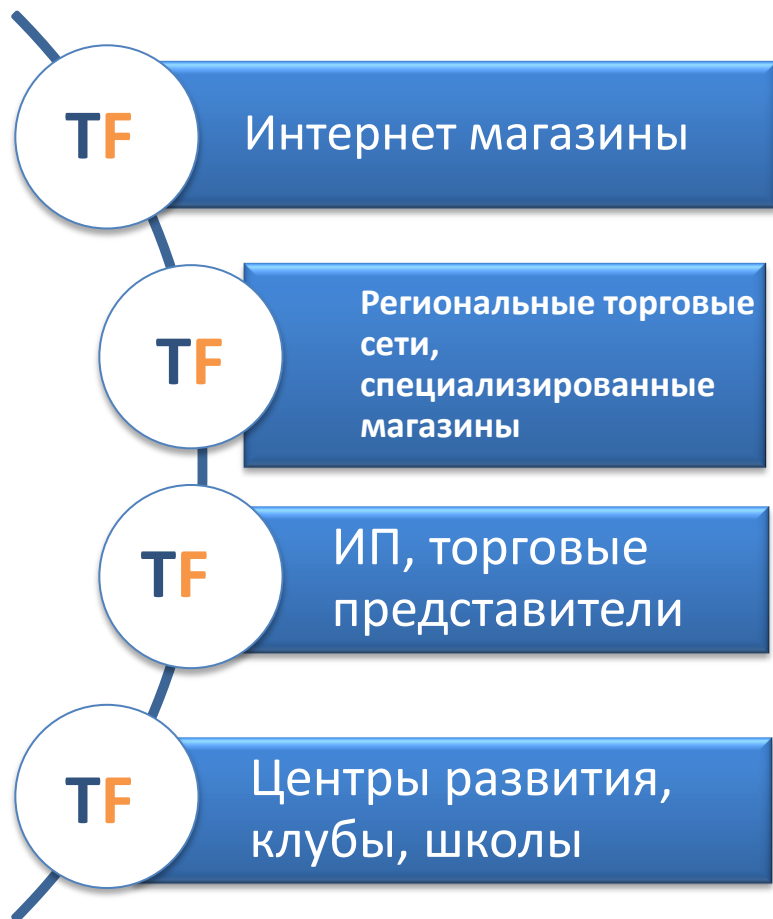 TF
Интернет магазины
TF
Региональные торговые
сети,
специализированные
магазины
TF
ИП, торговые
представители
TF
Центры развития,
клубы, школы